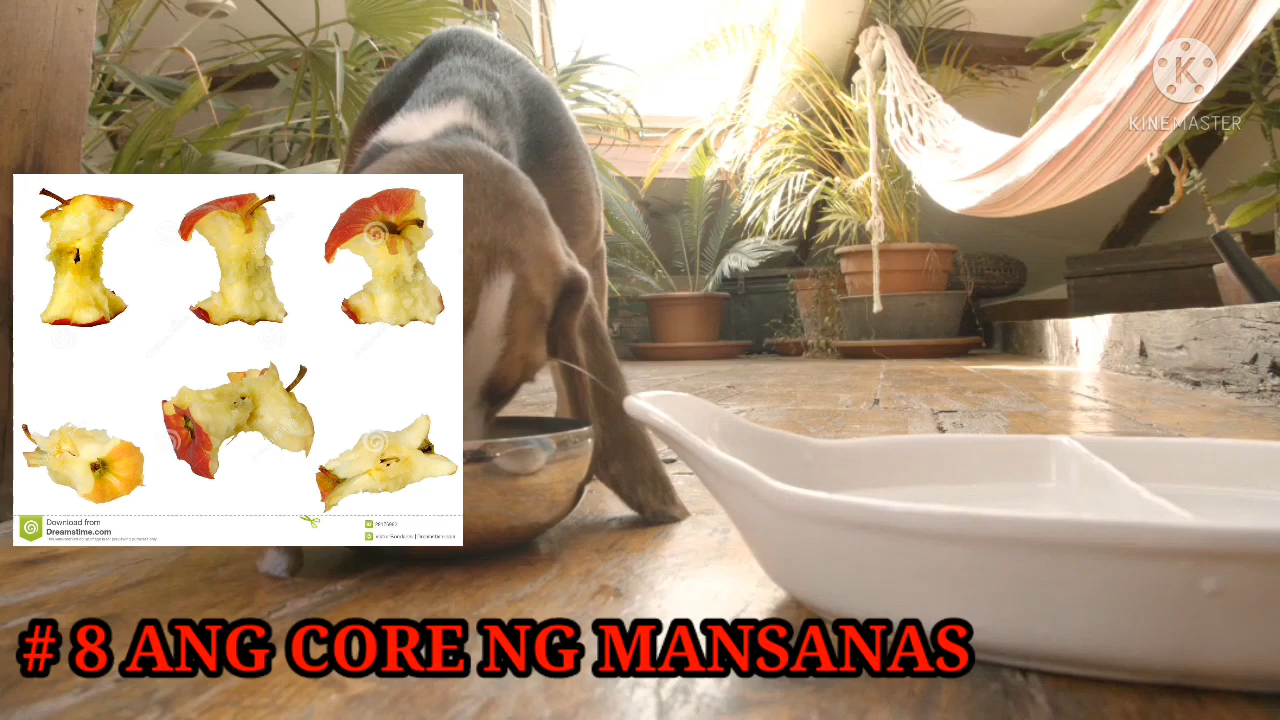 KINEMASTER
Download from
Dreamstime.com
# 8 ANG CORE NG MANSANAS